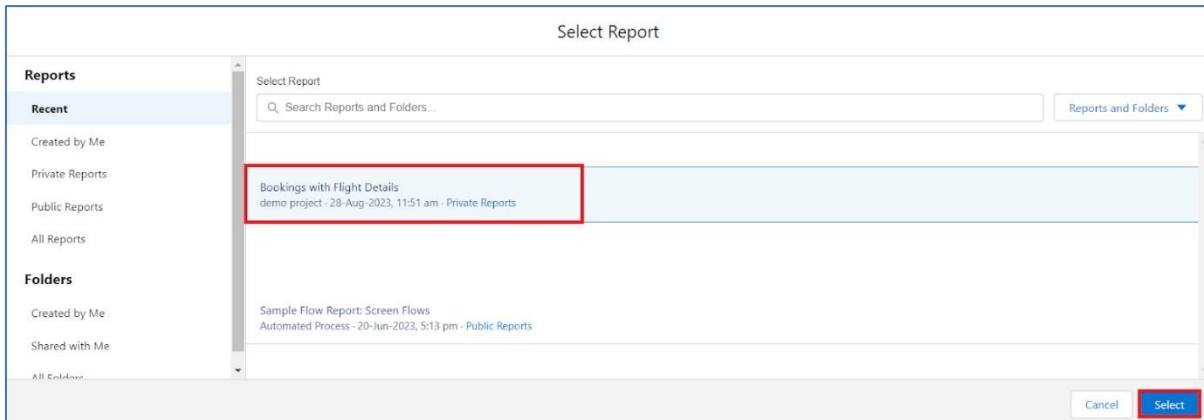 Select Report
Reports
Recent
Created by Me
Private Reports
Public Reports
All Reports
Folders
Created by Me
Shared with Me
All Folders
Select Report
Search Reports and Folders...
Reports and Folders
Bookings with Flight Details
demo project · 28-Aug-2023, 11:51 am · Private Reports
Sample Flow Report: Screen Flows
Automated Process · 20-Jun-2023, 5:13 pm · Public Reports
Cancel
Select